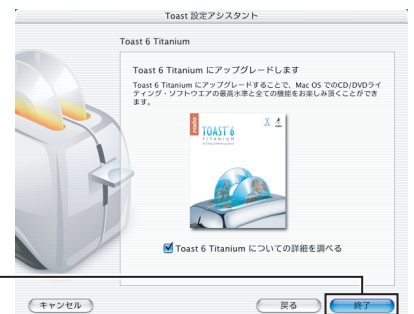 Toast 設定アシスタント
Toast 6 Titanium
Toast 6 Titanium にアップグレードします
Toast 6 Titanium にアップグレードすることで、Mac OS でのCD/DVDライ
ティング・ソフトウエアの最高水準と全ての機能をお楽しみ頂くことができ
ます。
roxio
TOAST 6
TITANIUM
Toast 6 Titanium についての詳細を調べる
キャンセル
戻る
終了